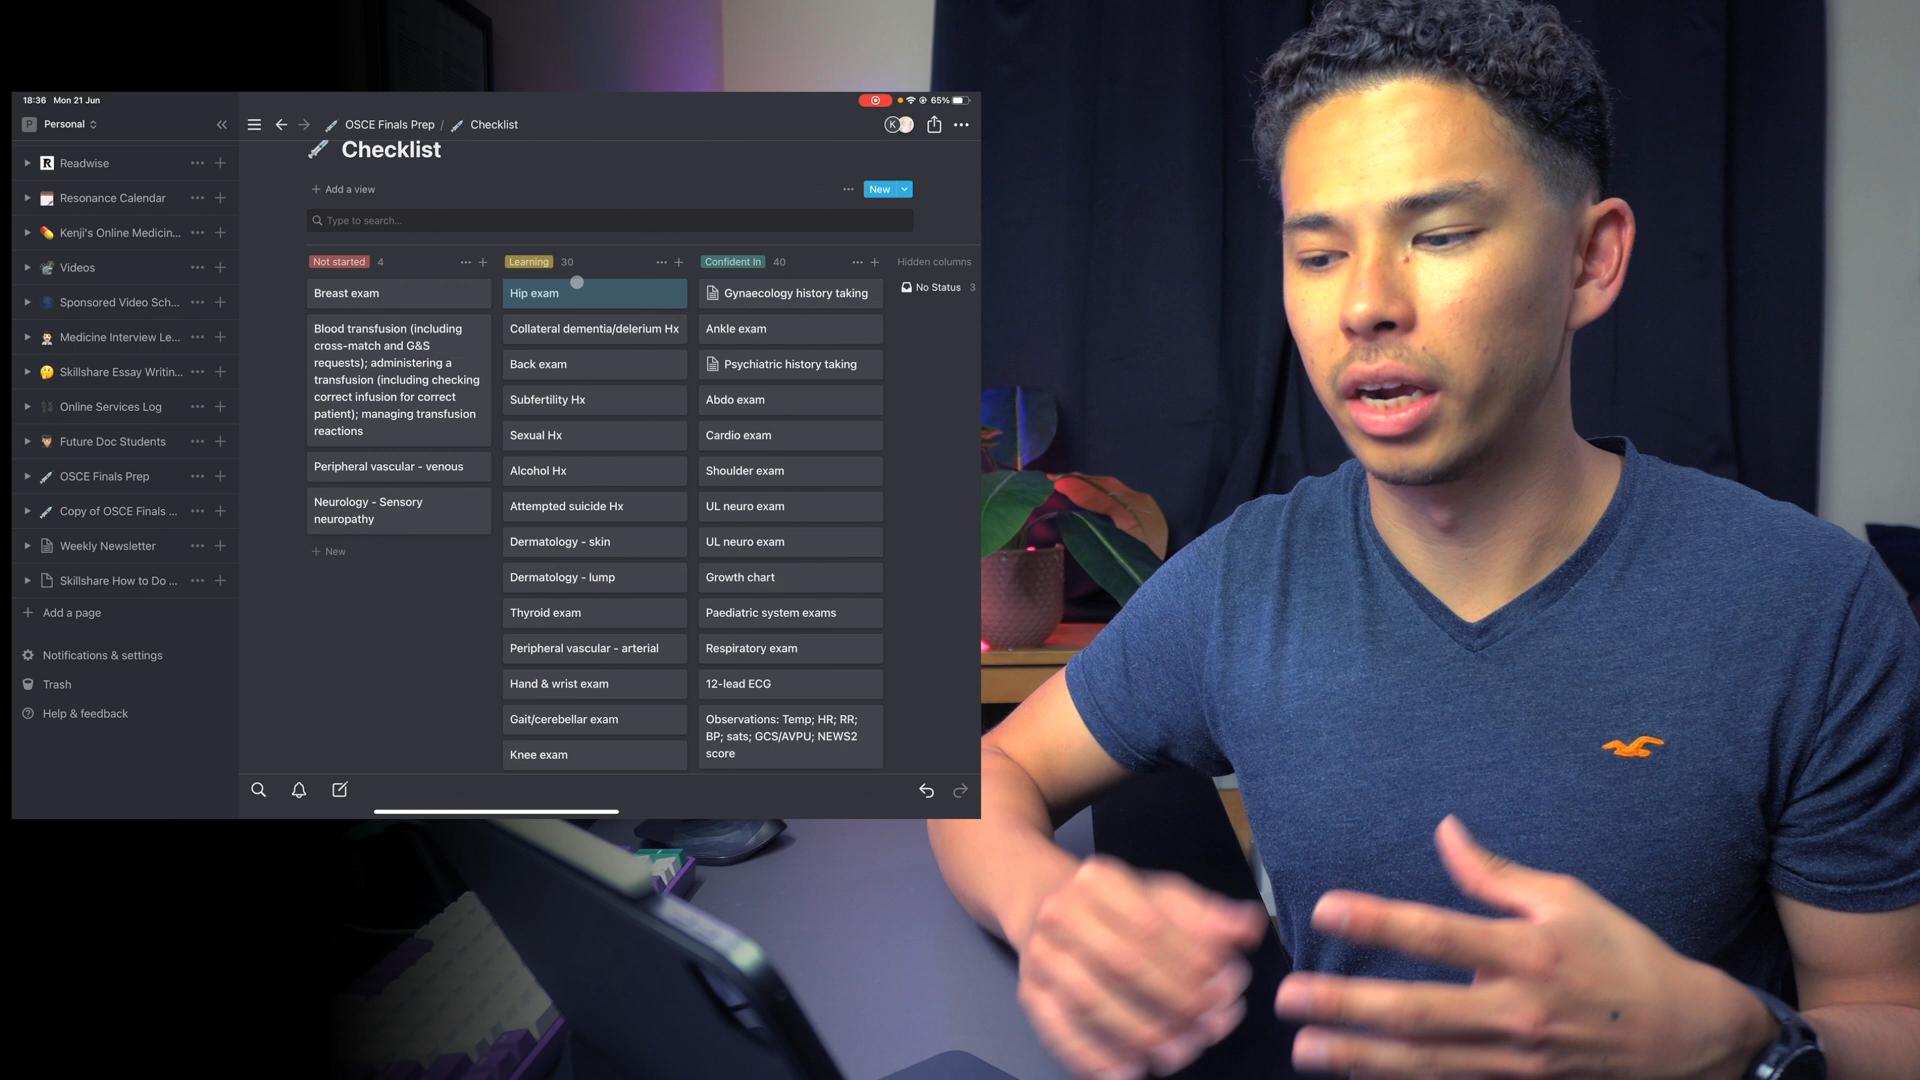 18:36 Mon 21 Jun
65%
P Personal
Readwise
Resonance Calendar
Kenji's Online Medicin...
Videos
Sponsored Video Sch...
Medicine Interview Le...
Skillshare Essay Writin...
Online Services Log
Future Doc Students
OSCE Finals Prep
Copy of OSCE Finals ...
Weekly Newsletter
Skillshare How to Do ...
Add a page
Notifications & settings
Trash
Help & feedback
OSCE Finals Prep / Checklist
K
Checklist
Add a view
New
Type to search...
Not started 4
Breast exam
Blood transfusion (including
cross-match and G&S
requests); administering a
transfusion (including checking
correct infusion for correct
patient); managing transfusion
reactions
Peripheral vascular - venous
Neurology - Sensory
neuropathy
New
Learning 30
Hip exam
Collateral dementia/delerium Hx
Back exam
Subfertility Hx
Sexual Hx
Alcohol Hx
Attempted suicide Hx
Dermatology - skin
Dermatology - lump
Thyroid exam
Peripheral vascular - arterial
Hand & wrist exam
Gait/cerebellar exam
Knee exam
Confident In 40
Gynaecology history taking
Ankle exam
Psychiatric history taking
Abdo exam
Cardio exam
Shoulder exam
UL neuro exam
UL neuro exam
Growth chart
Paediatric system exams
Respiratory exam
12-lead ECG
Observations: Temp; HR; RR;
BP; sats; GCS/AVPU; NEWS2
score
Hidden columns
No Status 3